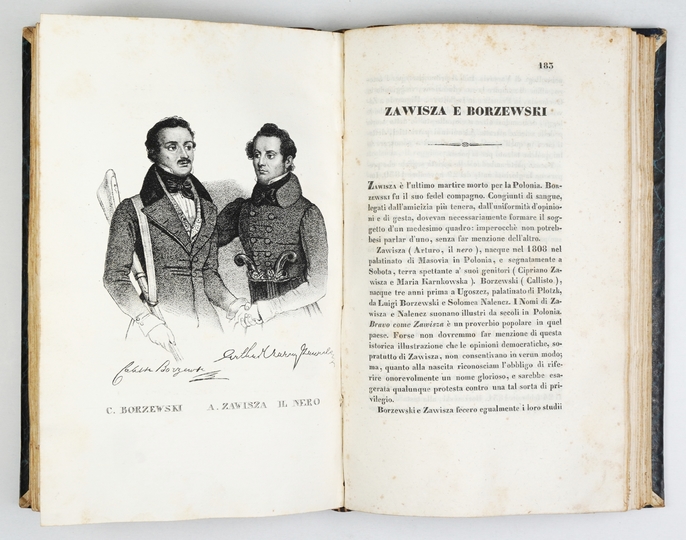 C. BORZEWSKI A. ZAWISZA IL NERO
183
ZAWISZA E BORZEWSKI
ZAWISZA è l'ultimo martire morto per la Polonia. BOR-
ZEWSKI fu il suo fedel compagno. Congiunti di sangue,
legati dall'amicizia più tenera, dall'uniformità d'opinio-
ni e di gesta, dovevan necessariamente formare il sog-
getto d'un medesimo quadro: imperocchè non potreb-
besi parlar d'uno, senza far menzione dell'altro.
Zawisza (Arturo, il nero), nacque nel 1808 nel
palatinato di Masovia in Polonia, e segnatamente a
Sobota, terra spettante a' suoi genitori (Cipriano Za-
wisza e Maria Karnkowska). Borzewski (Callisto),
nacque tre anni prima a Ugoszez, palatinato di Plotzk,
da Luigi Borzewski e Solomea Nalencz. I Nomi di Za-
wisza e Nalencz suonano illustri da secoli in Polonia.
Bravo come Zawisza è un proverbio popolare in quel
paese. Forse non dovremmo far menzione di questa
istorica illustrazione che le opinioni democratiche, so-
pratutto di Zawisza, non consentivano in verun modo;
ma, quanto alla nascita riconosciam l'obbligo di rife-
rire onorevolmente un nome glorioso, e sarebbe esa-
gerata qualunque protesta contro una tal sorta di pri-
vilegio.
Borzewski e Zawisza fecero egualmente i loro studii